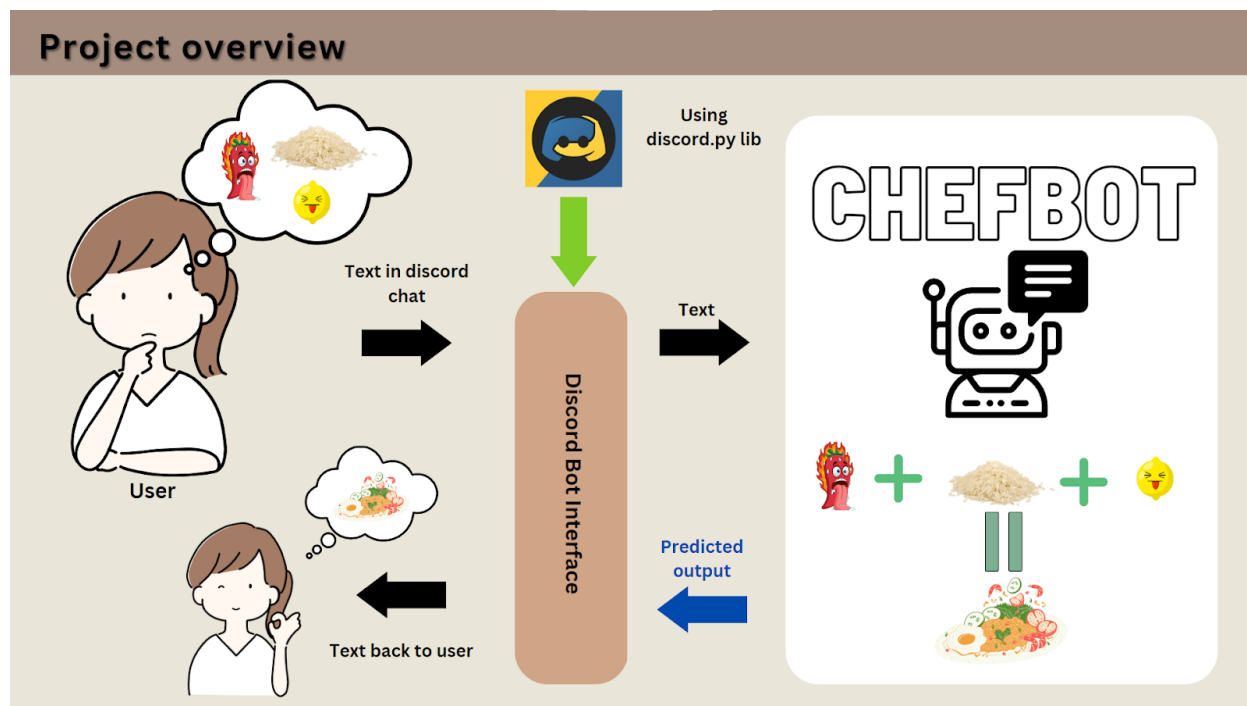 Project overview
Using
discord.py lib
CHEFBOT
Text in discord
chat
Text
Discord Bot Interface
User
Predicted
output
Text back to user